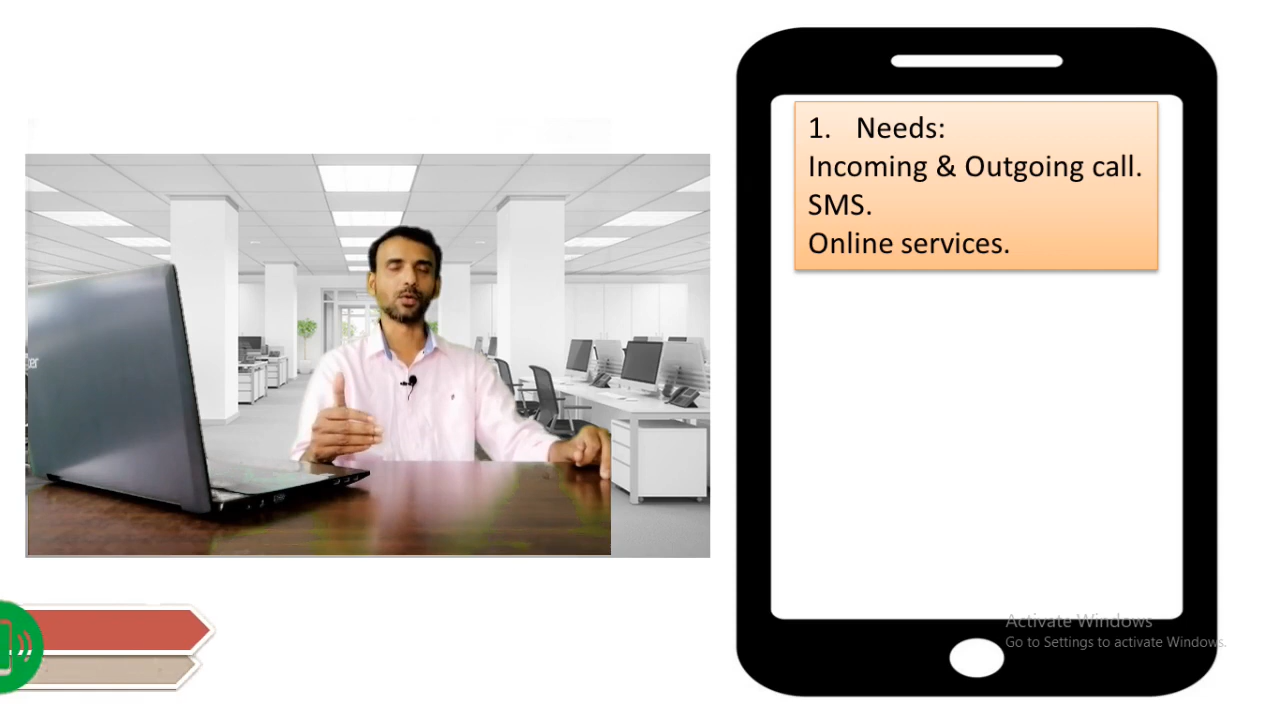 1. Needs:
Incoming & Outgoing call.
SMS.
Online services.
Activate Windows
Go to Settings to activate Windows.